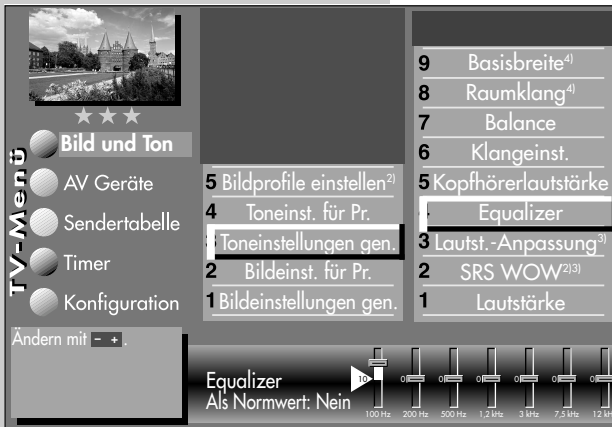 TV-Menü
Bild und Ton
AV Geräte
Sendertabelle
Timer
Konfiguration
Ändern mit - + .
5 Bildprofile einstellen2)
4 Toneinst. für Pr.
3 Toneinstellungen gen.
2 Bildeinst. für Pr.
1 Bildeinstellungen gen.
9 Basisbreite4)
8 Raumklang4)
7 Balance
6 Klangeinst.
5 Kopfhörerlautstärke
4 Equalizer
3 Lautst.-Anpassung3)
2 SRS WOW2)3)
1 Lautstärke
Equalizer
Als Normwert: Nein
10 0 0 0 0 0 0
100 Hz 200 Hz 500 Hz 1,2 kHz 3 kHz 7,5 kHz 12 kHz